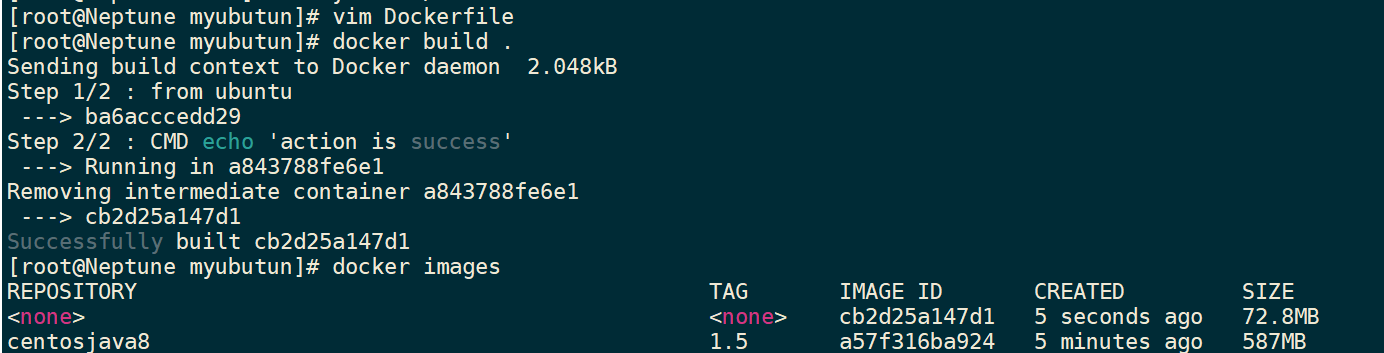 [root@Neptune myubutun]# vim Dockerfile
[root@Neptune myubutun]# docker build .
Sending build context to Docker daemon  2.048kB
Step 1/2 : from ubuntu
 ---> ba6acccedd29
Step 2/2 : CMD echo 'action is success'
 ---> Running in a843788fe6e1
Removing intermediate container a843788fe6e1
 ---> cb2d25a147d1
Successfully built cb2d25a147d1
[root@Neptune myubutun]# docker images
REPOSITORY TAG IMAGE ID CREATED SIZE
<none> <none> cb2d25a147d1 5 seconds ago 72.8MB
centosjava8 1.5 a57f316ba924 5 minutes ago 587MB